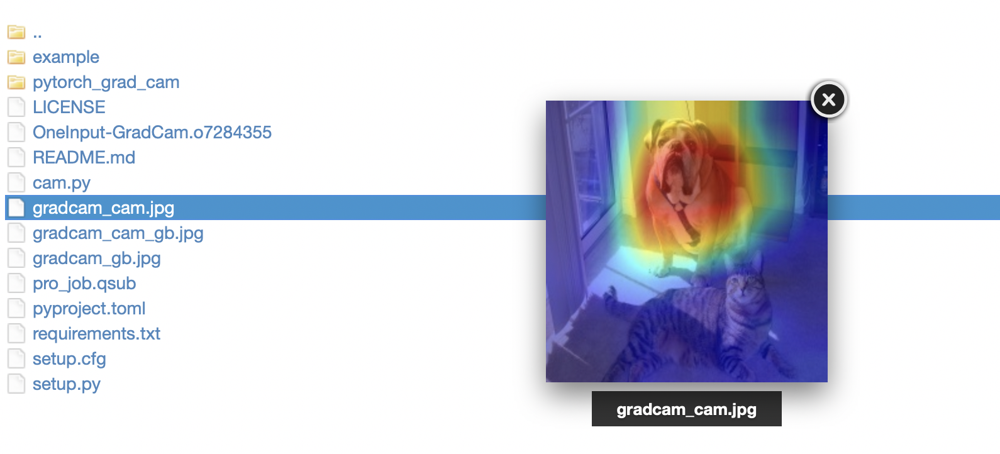 ..
example
pytorch_grad_cam
LICENSE
OneInput-GradCam.o7284355
README.md
cam.py
gradcam_cam.jpg
gradcam_cam_gb.jpg
gradcam_gb.jpg
pro_job.qsub
pyproject.toml
requirements.txt
setup.cfg
setup.py
gradcam_cam.jpg